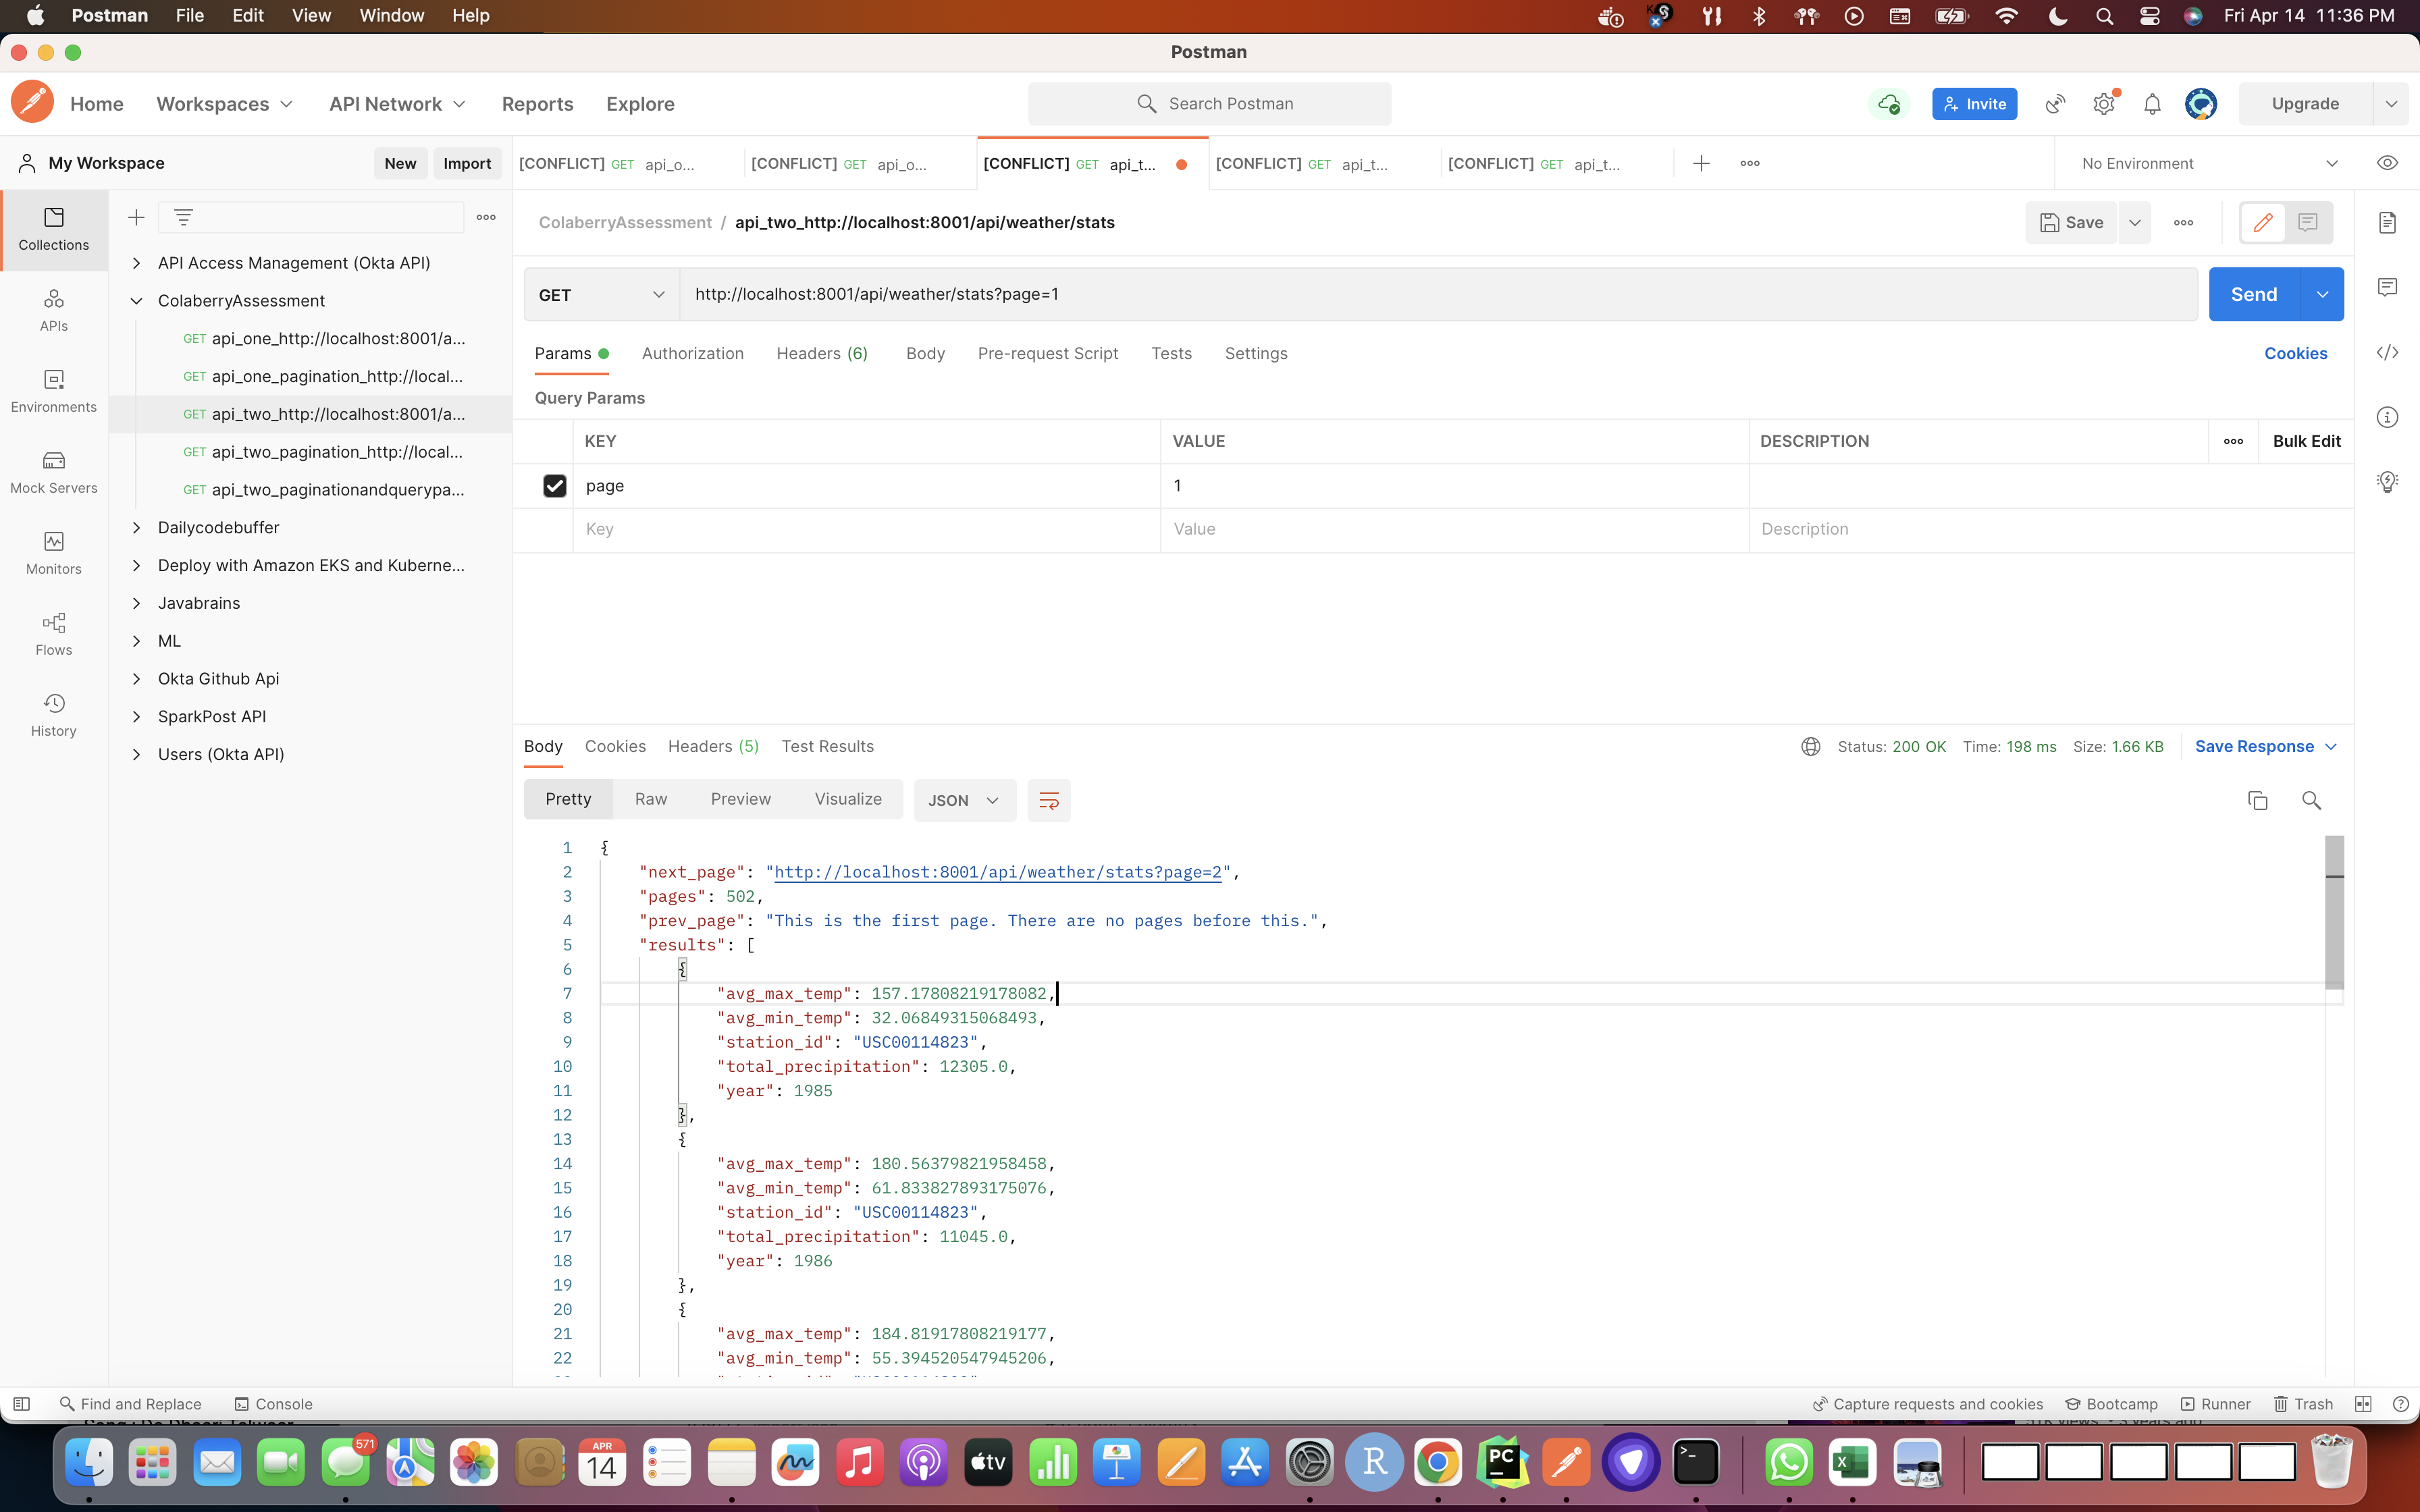 Postman File Edit View Window Help Fri Apr 14 11:36 PM
Postman
Home Workspaces API Network Reports Explore Search Postman Invite Upgrade
My Workspace New Import [CONFLICT] GET api_o... [CONFLICT] GET api_o... [CONFLICT] GET api_t... [CONFLICT] GET api_t... [CONFLICT] GET api_t... No Environment
Collections
APIs
Environments
Mock Servers
Monitors
Flows
History
API Access Management (Okta API)
ColaberryAssessment
GET api_one_http://localhost:8001/a...
GET api_one_pagination_http://local...
GET api_two_http://localhost:8001/a...
GET api_two_pagination_http://local...
GET api_two_paginationandquerypa...
Dailycodebuffer
Deploy with Amazon EKS and Kuberne...
Javabrains
ML
Okta Github Api
SparkPost API
Users (Okta API)
ColaberryAssessment / api_two_http://localhost:8001/api/weather/stats Save
GET http://localhost:8001/api/weather/stats?page=1 Send
Params Authorization Headers (6) Body Pre-request Script Tests Settings Cookies
Query Params
KEY VALUE DESCRIPTION Bulk Edit
page 1
Key Value Description
Body Cookies Headers (5) Test Results Status: 200 OK Time: 198 ms Size: 1.66 KB Save Response
Pretty Raw Preview Visualize JSON
1 {
2 "next_page": "http://localhost:8001/api/weather/stats?page=2",
3 "pages": 502,
4 "prev_page": "This is the first page. There are no pages before this.",
5 "results": [
6 {
7 "avg_max_temp": 157.17808219178082,
8 "avg_min_temp": 32.06849315068493,
9 "station_id": "USC00114823",
10 "total_precipitation": 12305.0,
11 "year": 1985
12 },
13 {
14 "avg_max_temp": 180.56379821958458,
15 "avg_min_temp": 61.833827893175076,
16 "station_id": "USC00114823",
17 "total_precipitation": 11045.0,
18 "year": 1986
19 },
20 {
21 "avg_max_temp": 184.81917808219177,
22 "avg_min_temp": 55.394520547945206,
Find and Replace Console Capture requests and cookies Bootcamp Runner Trash
571
APR
14
tv
R
PC
X